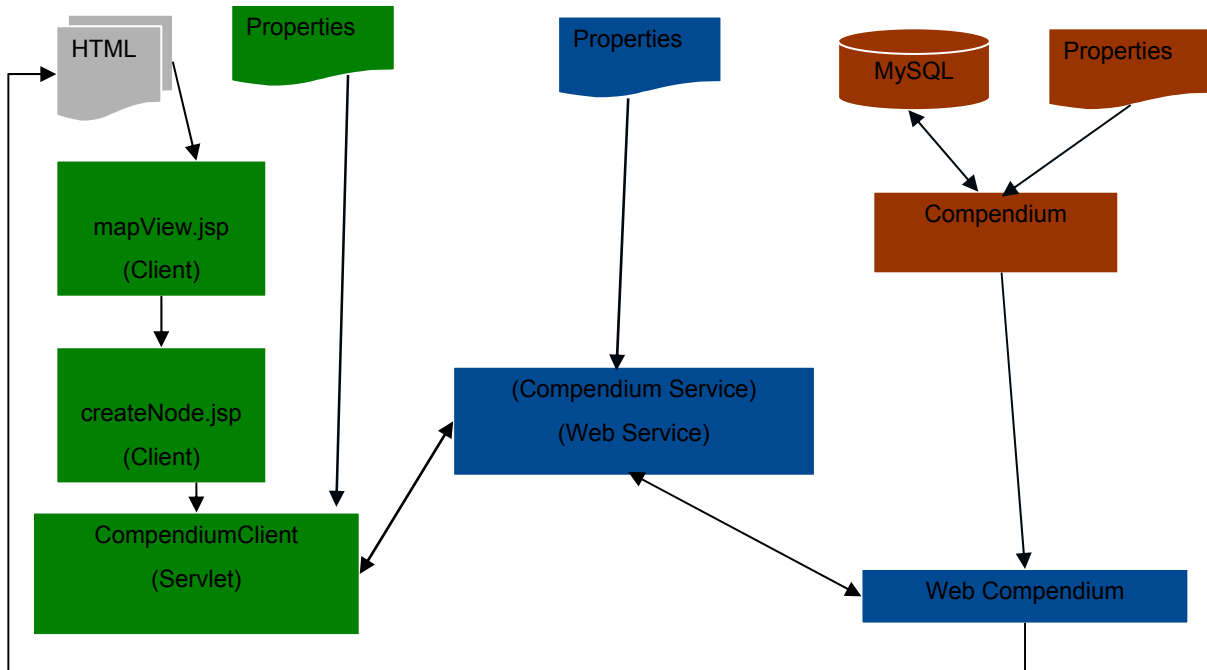 HTML
Properties
Properties
MySQL
Properties
mapView.jsp
(Client)
Compendium
createNode.jsp
(Client)
(Compendium Service)
(Web Service)
CompendiumClient
(Servlet)
Web Compendium